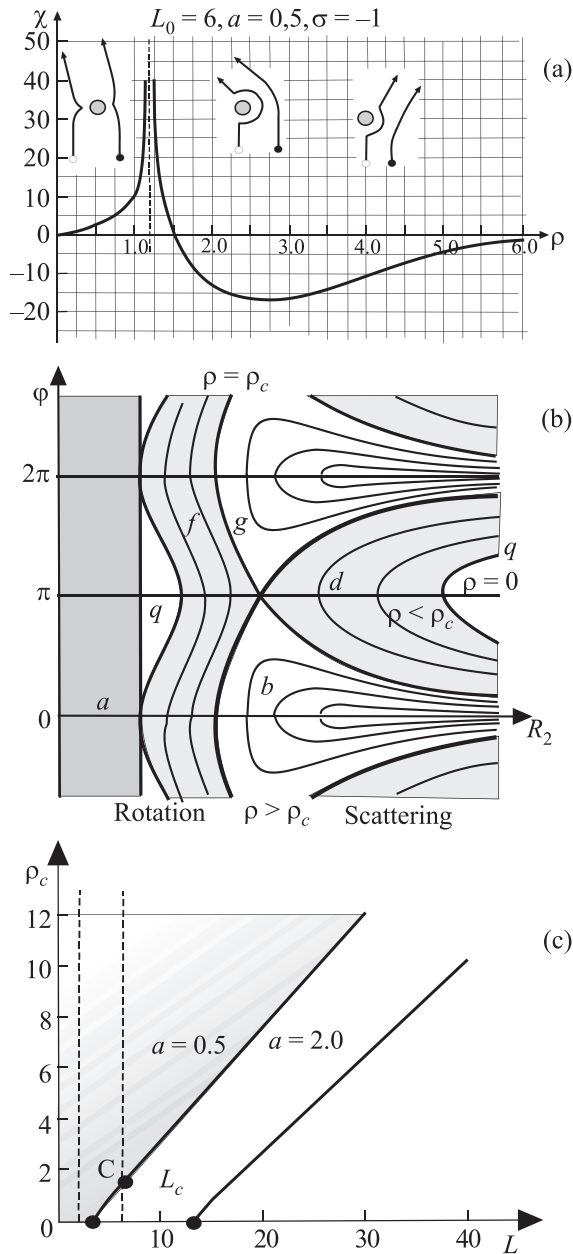 χ L₀ = 6, a = 0,5, σ = –1
50
(a)
40
30
20
10
0
1.0 2.0 3.0 4.0 5.0 6.0 ρ
–10
–20
φ ρ = ρc (b)
2π
f g
d q
π ρ = 0
q ρ < ρc
b
a
0
R₂
Rotation ρ > ρc Scattering
ρc
12
(c)
10
8
a = 0.5 a = 2.0
6
4
2 C Lc
0
10 20 30 40 L